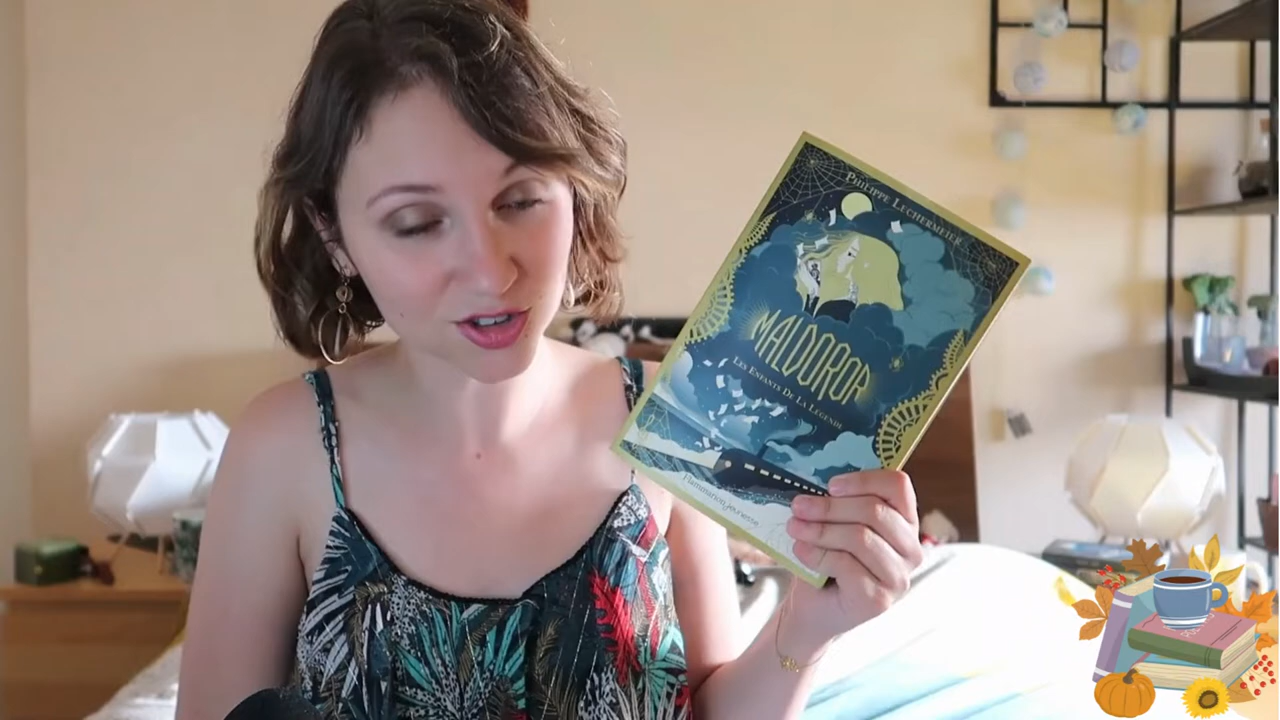 PHILIPPE LECHERMEIER
MALDOROR
LES ENFANTS DE LA LÉGENDE
Flammarion jeunesse